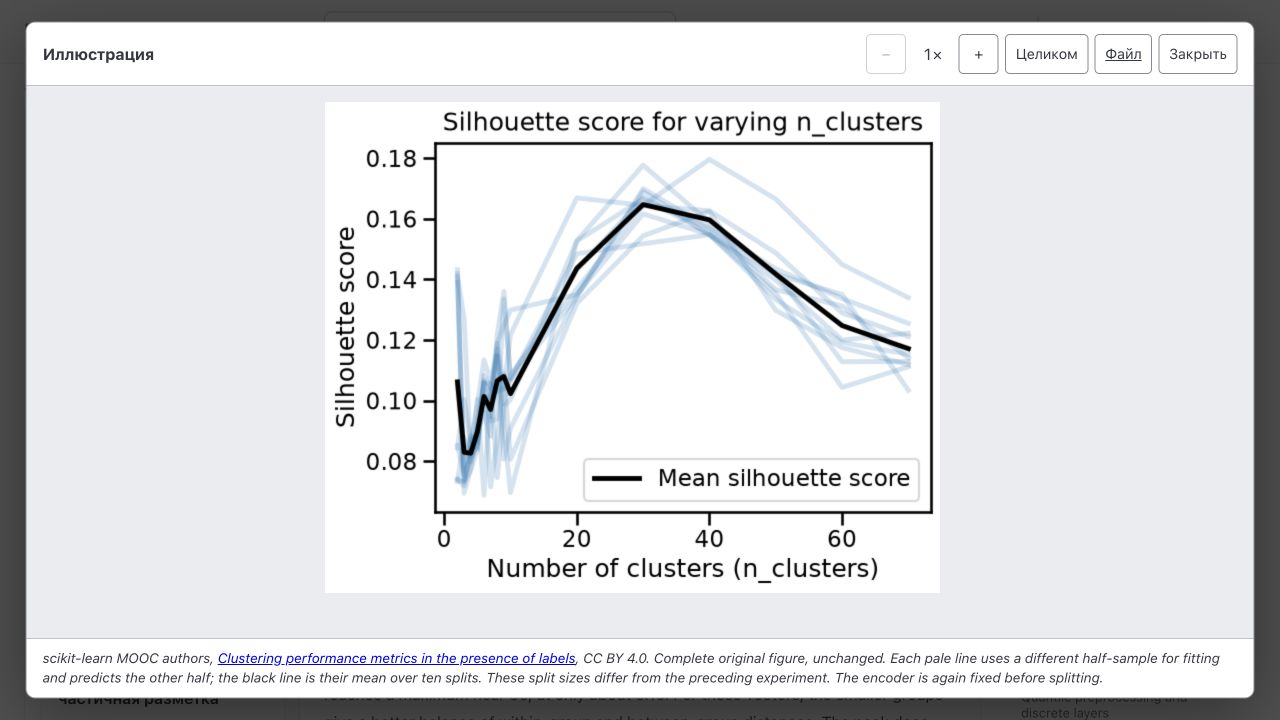 Иллюстрация
− 1× + Целиком Файл Закрыть
Silhouette score for varying n_clusters
Silhouette score
0.18
0.16
0.14
0.12
0.10
0.08
Mean silhouette score
0 20 40 60
Number of clusters (n_clusters)
scikit-learn MOOC authors, Clustering performance metrics in the presence of labels, CC BY 4.0. Complete original figure, unchanged. Each pale line uses a different half-sample for fitting
and predicts the other half; the black line is their mean over ten splits. These split sizes differ from the preceding experiment. The encoder is again fixed before splitting.
частичная разметка
discrete layers